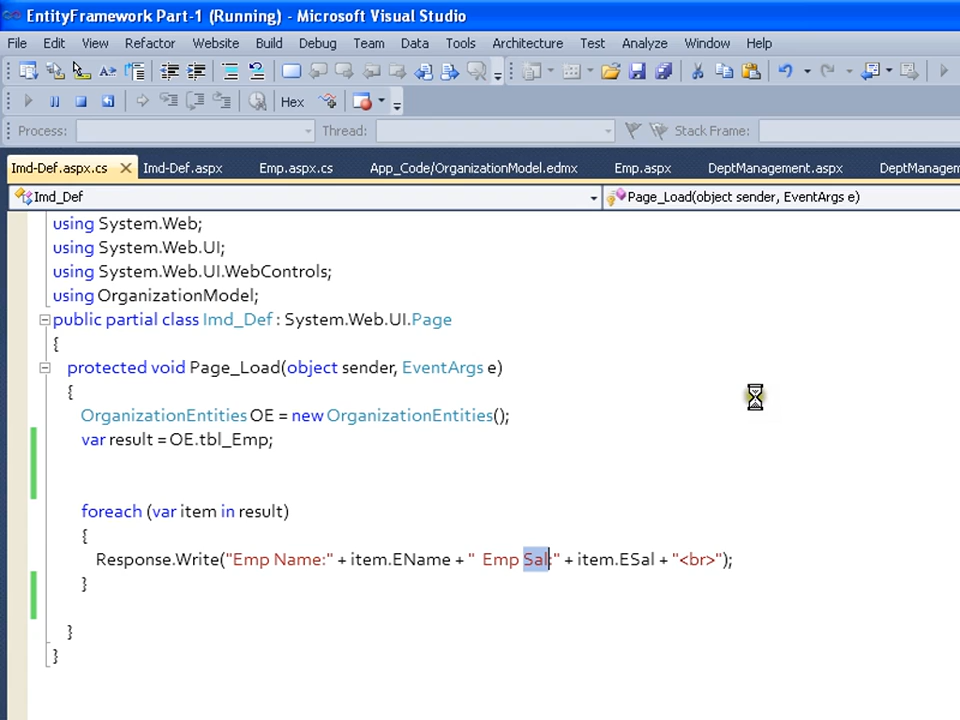 EntityFramework Part-1 (Running) - Microsoft Visual Studio
File Edit View Refactor Website Build Debug Team Data Tools Architecture Test Analyze Window Help
Hex
Process: Thread: Stack Frame:
Imd-Def.aspx.cs Imd-Def.aspx Emp.aspx.cs App_Code/OrganizationModel.edmx Emp.aspx DeptManagement.aspx DeptManagem
Imd_Def Page_Load(object sender, EventArgs e)
using System.Web;
using System.Web.UI;
using System.Web.UI.WebControls;
using OrganizationModel;
public partial class Imd_Def : System.Web.UI.Page
{
protected void Page_Load(object sender, EventArgs e)
{
OrganizationEntities OE = new OrganizationEntities();
var result = OE.tbl_Emp;
foreach (var item in result)
{
Response.Write("Emp Name:" + item.EName + "  Emp Sal:" + item.ESal + "<br>");
}
}
}